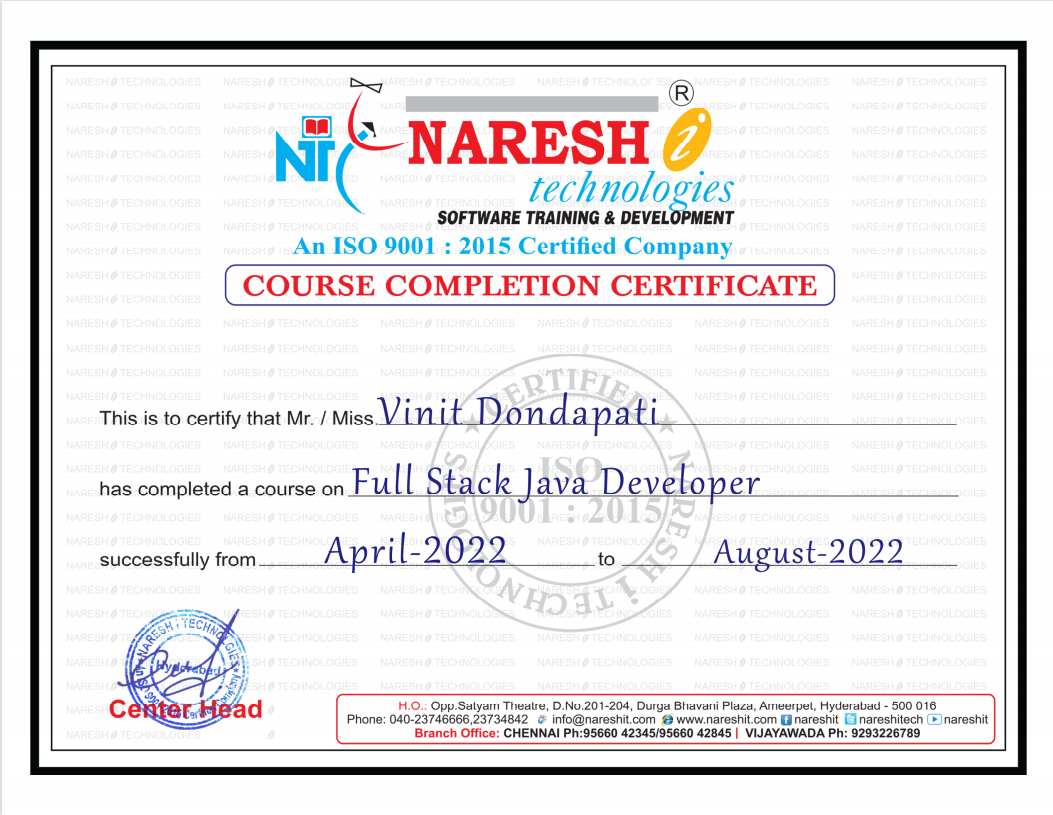 NT
NARESH i ®
technologies
SOFTWARE TRAINING & DEVELOPMENT
An ISO 9001 : 2015 Certified Company
COURSE COMPLETION CERTIFICATE
This is to certify that Mr. / Miss. Vinit Dondapati
has completed a course on Full Stack Java Developer
successfully from April-2022 to August-2022
CERTIFIED
ISO
9001 : 2015
NARESH i TECHNOLOGIES
NARESH i TECHNOLOGIES
Hyderabad
Center Head
H.O.: Opp.Satyam Theatre, D.No.201-204, Durga Bhavani Plaza, Ameerpet, Hyderabad - 500 016
Phone: 040-23746666,23734842 info@nareshit.com www.nareshit.com nareshit nareshitech nareshit
Branch Office: CHENNAI Ph:95660 42345/95660 42845 | VIJAYAWADA Ph: 9293226789